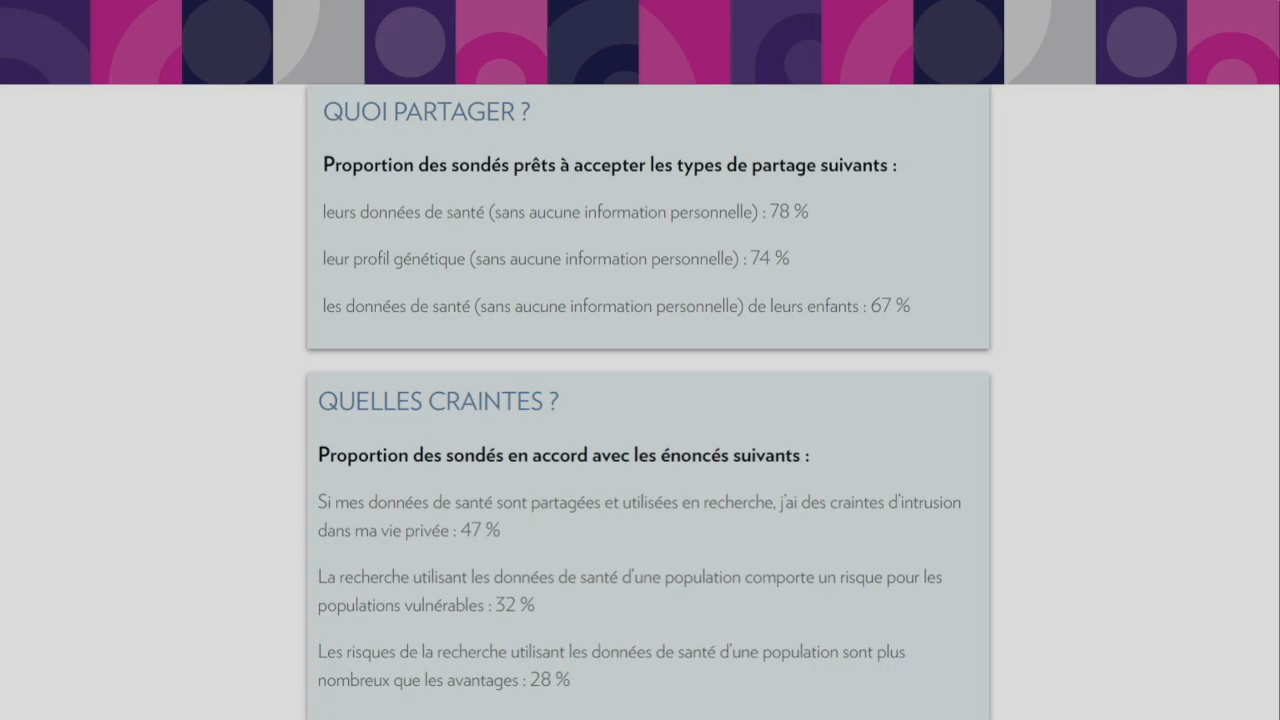 QUOI PARTAGER ?
Proportion des sondés prêts à accepter les types de partage suivants :
leurs données de santé (sans aucune information personnelle) : 78 %
leur profil génétique (sans aucune information personnelle) : 74 %
les données de santé (sans aucune information personnelle) de leurs enfants : 67 %
QUELLES CRAINTES ?
Proportion des sondés en accord avec les énoncés suivants :
Si mes données de santé sont partagées et utilisées en recherche, j'ai des craintes d'intrusion
dans ma vie privée : 47 %
La recherche utilisant les données de santé d'une population comporte un risque pour les
populations vulnérables : 32 %
Les risques de la recherche utilisant les données de santé d'une population sont plus
nombreux que les avantages : 28 %